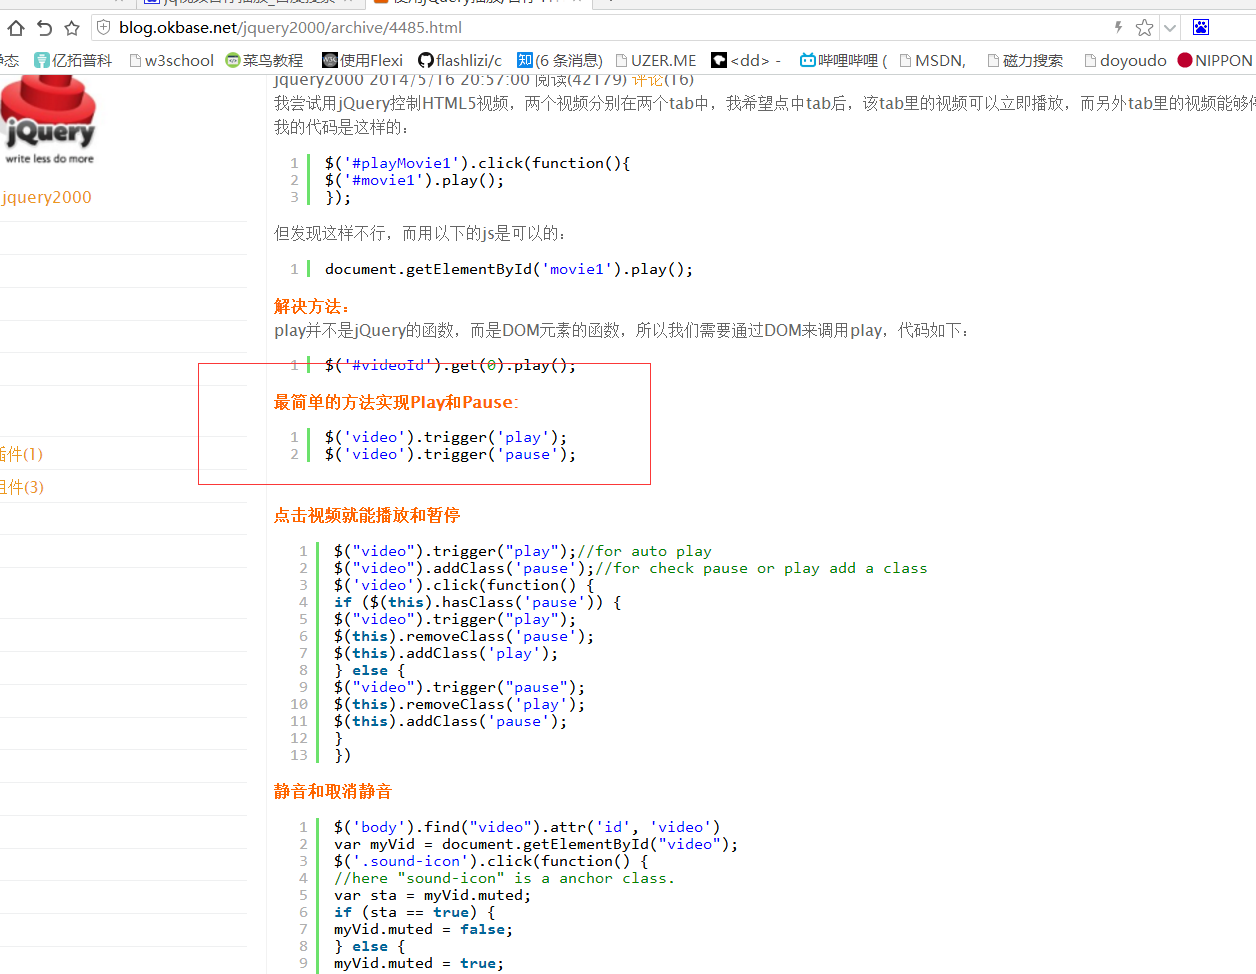 blog.okbase.net/jquery2000/archive/4485.html
静态 亿拓普科 w3school 菜鸟教程 使用Flexi flashlizi/c 知 (6 条消息) UZER.ME <dd> - 哔哩哔哩 ( MSDN, 磁力搜索 doyoudo NIPPON
jQuery
write less do more
jquery2000
插件(1)
组件(3)
jquery2000 2014/5/16 20:57:00 阅读(42179) 评论(16)
我尝试用jQuery控制HTML5视频，两个视频分别在两个tab中，我希望点中tab后，该tab里的视频可以立即播放，而另外tab里的视频能够停
我的代码是这样的：
1 $('#playMovie1').click(function(){
2 $('#movie1').play();
3 });
但发现这样不行，而用以下的js是可以的：
1 document.getElementById('movie1').play();
解决方法：
play并不是jQuery的函数，而是DOM元素的函数，所以我们需要通过DOM来调用play，代码如下：
1 $('#videoId').get(0).play();
最简单的方法实现Play和Pause:
1 $('video').trigger('play');
2 $('video').trigger('pause');
点击视频就能播放和暂停
1 $("video").trigger("play");//for auto play
2 $("video").addClass('pause');//for check pause or play add a class
3 $('video').click(function() {
4 if ($(this).hasClass('pause')) {
5 $("video").trigger("play");
6 $(this).removeClass('pause');
7 $(this).addClass('play');
8 } else {
9 $("video").trigger("pause");
10 $(this).removeClass('play');
11 $(this).addClass('pause');
12 }
13 })
静音和取消静音
1 $('body').find("video").attr('id', 'video')
2 var myVid = document.getElementById("video");
3 $('.sound-icon').click(function() {
4 //here "sound-icon" is a anchor class.
5 var sta = myVid.muted;
6 if (sta == true) {
7 myVid.muted = false;
8 } else {
9 myVid.muted = true;